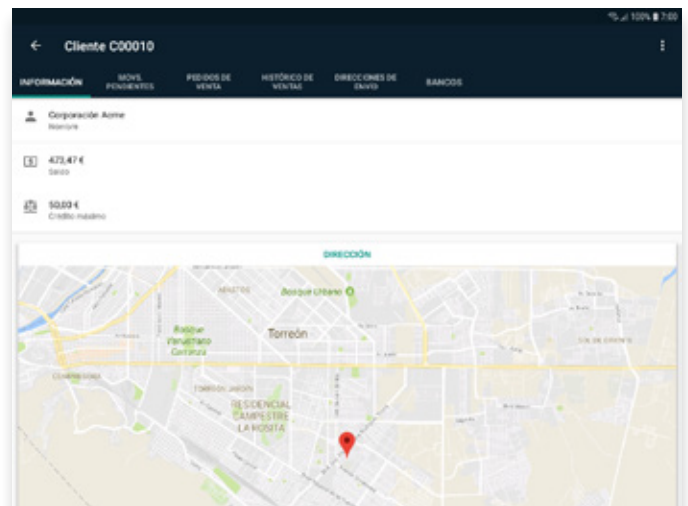 100% 7:00
Cliente C00010
INFORMACIÓN
MOVS. PENDIENTES
PEDIDOS DE VENTA
HISTÓRICO DE VENTAS
DIRECCIONES DE ENVIO
BANCOS
Corporación Acme
Nombre
473,47 €
Saldo
50,00 €
Crédito máximo
DIRECCIÓN
ABASTOS
Bosque Urbano
Bosque
Venustiano
Carranza
Torreón
TORREÓN JARDÍN
RESIDENCIAL
CAMPESTRE
LA ROSITA